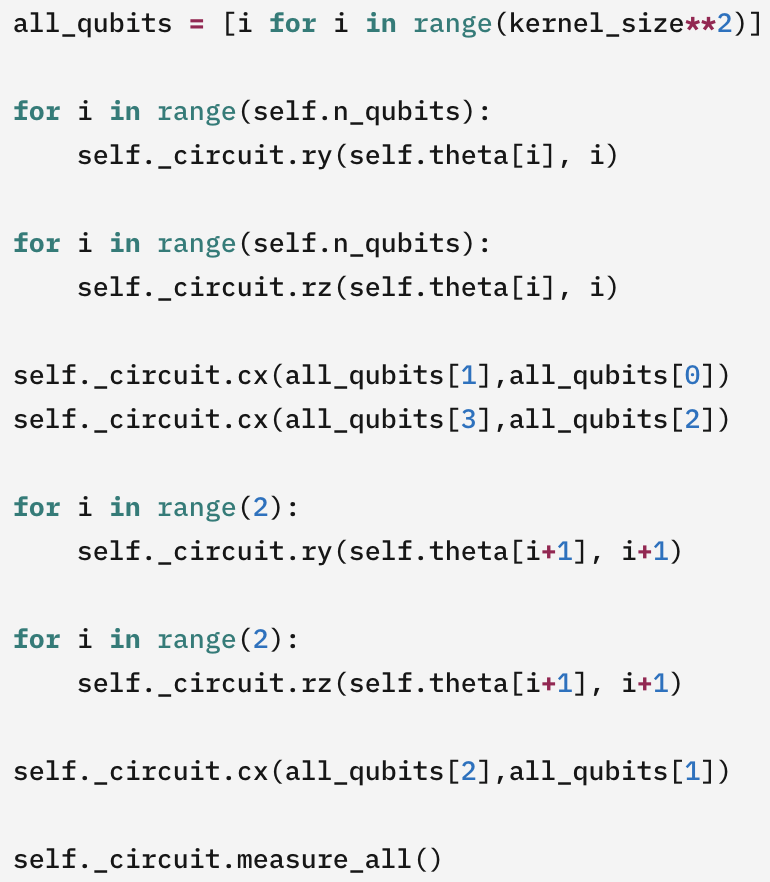 all_qubits = [i for i in range(kernel_size**2)]
for i in range(self.n_qubits):
    self._circuit.ry(self.theta[i], i)
for i in range(self.n_qubits):
    self._circuit.rz(self.theta[i], i)
self._circuit.cx(all_qubits[1],all_qubits[0])
self._circuit.cx(all_qubits[3],all_qubits[2])
for i in range(2):
    self._circuit.ry(self.theta[i+1], i+1)
for i in range(2):
    self._circuit.rz(self.theta[i+1], i+1)
self._circuit.cx(all_qubits[2],all_qubits[1])
self._circuit.measure_all()